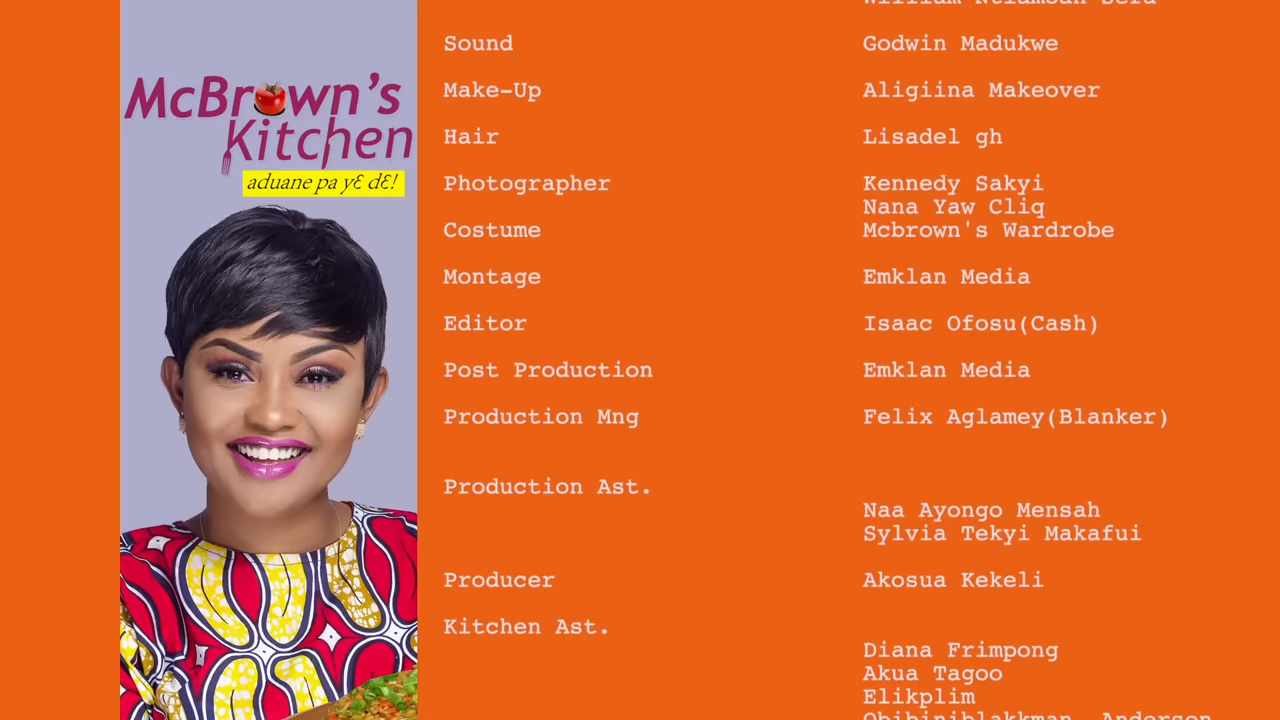 McBrown's
Kitchen
aduane pa yɛ dɛ!
Sound Godwin Madukwe
Make-Up Aligiina Makeover
Hair Lisadel gh
Photographer Kennedy Sakyi
Nana Yaw Cliq
Costume Mcbrown's Wardrobe
Montage Emklan Media
Editor Isaac Ofosu(Cash)
Post Production Emklan Media
Production Mng Felix Aglamey(Blanker)
Production Ast.
Naa Ayongo Mensah
Sylvia Tekyi Makafui
Producer Akosua Kekeli
Kitchen Ast.
Diana Frimpong
Akua Tagoo
Elikplim